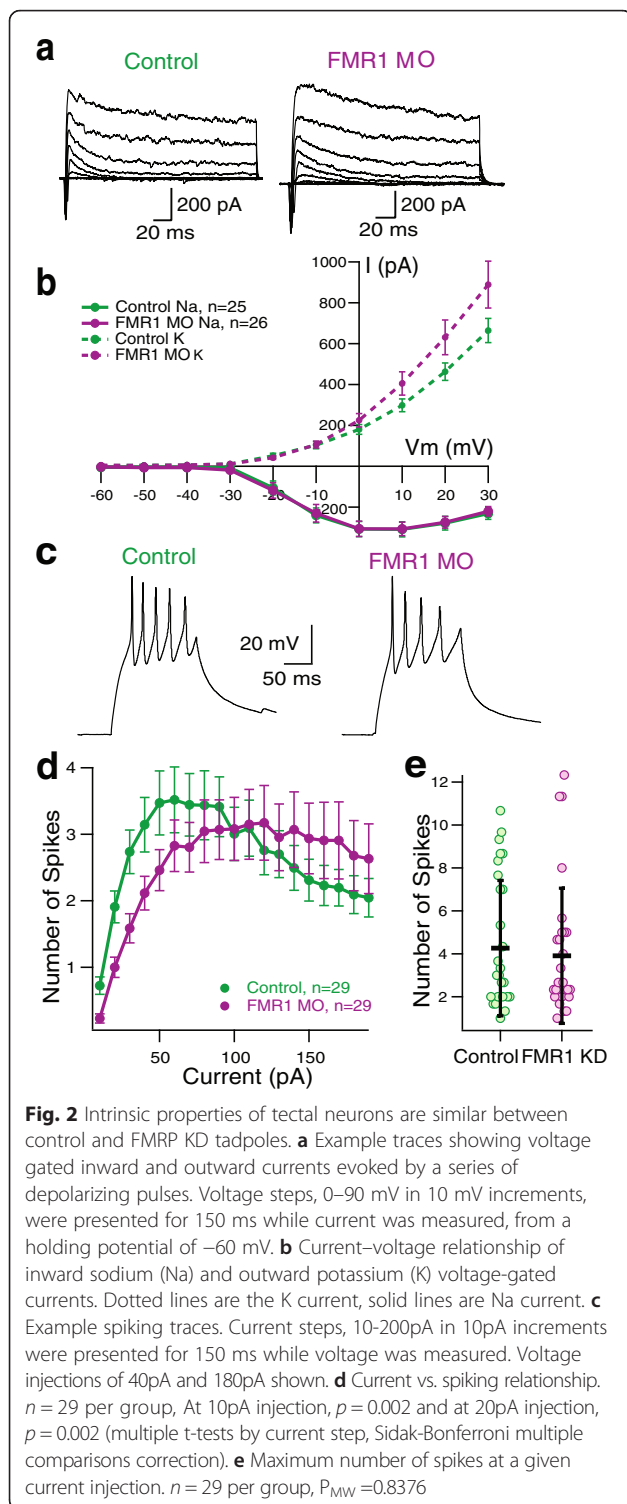 a
Control
FMR1 MO
200 pA
20 ms
200 pA
20 ms
b
I (pA)
1000
800
600
400
200
Control Na, n=25
FMR1 MO Na, n=26
Control K
FMR1 MO K
Vm (mV)
-60 -50 -40 -30 -20 -10 10 20 30
-200
c
Control
FMR1 MO
20 mV
50 ms
d
4
3
2
1
Number of Spikes
Control, n=29
FMR1 MO, n=29
50 100 150
Current (pA)
e
12
10
8
6
4
2
Number of Spikes
Control FMR1 KD
Fig. 2 Intrinsic properties of tectal neurons are similar between
control and FMRP KD tadpoles. a Example traces showing voltage
gated inward and outward currents evoked by a series of
depolarizing pulses. Voltage steps, 0–90 mV in 10 mV increments,
were presented for 150 ms while current was measured, from a
holding potential of −60 mV. b Current–voltage relationship of
inward sodium (Na) and outward potassium (K) voltage-gated
currents. Dotted lines are the K current, solid lines are Na current. c
Example spiking traces. Current steps, 10-200pA in 10pA increments
were presented for 150 ms while voltage was measured. Voltage
injections of 40pA and 180pA shown. d Current vs. spiking relationship.
n = 29 per group, At 10pA injection, p = 0.002 and at 20pA injection,
p = 0.002 (multiple t-tests by current step, Sidak-Bonferroni multiple
comparisons correction). e Maximum number of spikes at a given
current injection. n = 29 per group, PMW =0.8376